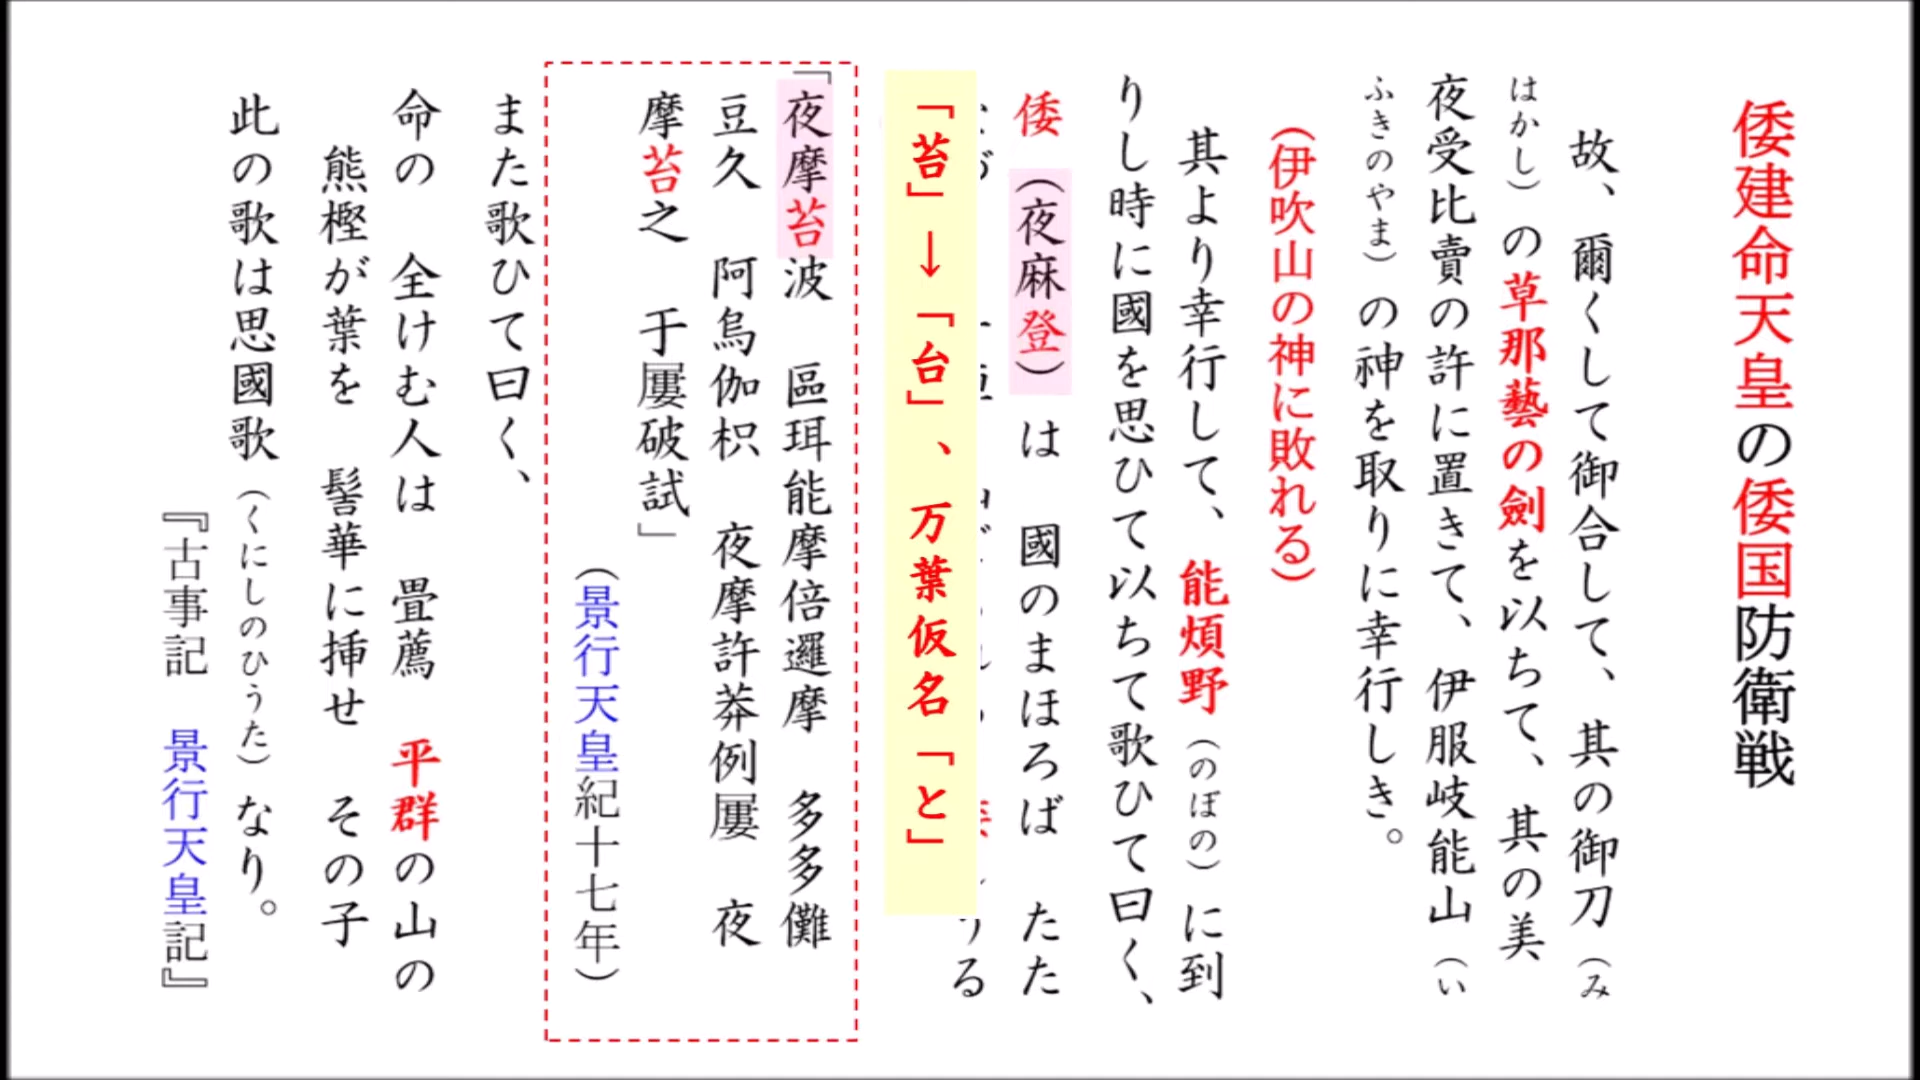 倭建命天皇の倭国防衛戦
故、爾くして御合して、其の御刀（み
はかし）の草那藝の劍を以ちて、其の美
夜受比賣の許に置きて、伊服岐能山（い
ふきのやま）の神を取りに幸行しき。
（伊吹山の神に敗れる）
其より幸行して、能煩野（のぼの）に到
りし時に國を思ひて以ちて歌ひて曰く、
倭（夜麻登）は 國のまほろば たた
うる
「苔」→「台」、万葉仮名「と」
「夜摩苔波 區珥能摩倍邏摩 多多儺
豆久 阿烏伽枳 夜摩許莽例屢 夜
摩苔之 于屢破試」
（景行天皇紀十七年）
また歌ひて曰く、
命の 全けむ人は 畳薦 平群の山の
熊樫が葉を 髻華に挿せ その子
此の歌は思國歌（くにしのひうた）なり。
『古事記 景行天皇記』